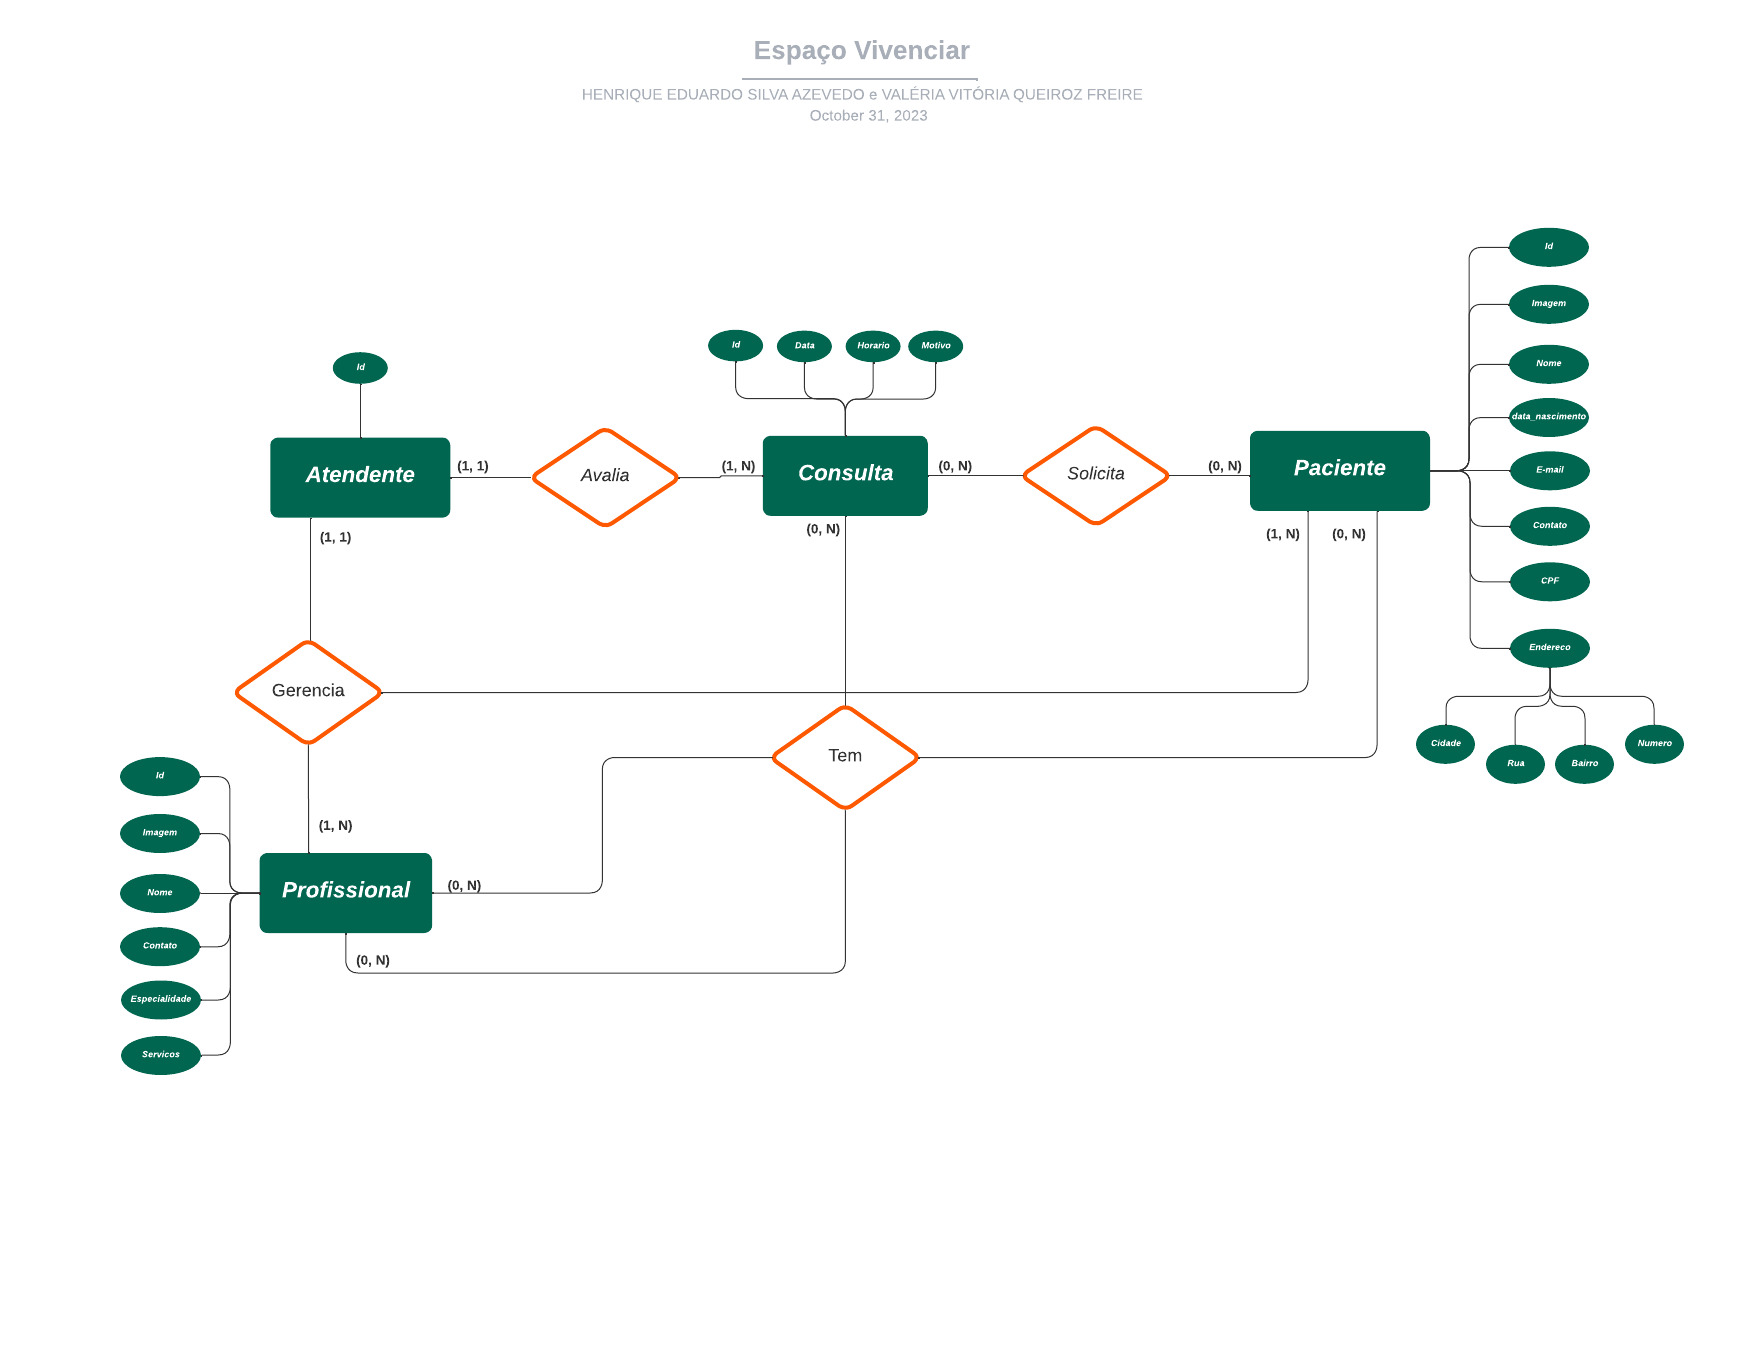 Espaço Vivenciar
HENRIQUE EDUARDO SILVA AZEVEDO e VALÉRIA VITÓRIA QUEIROZ FREIRE
October 31, 2023
Id
Imagem
Nome
data_nascimento
E-mail
Contato
CPF
Endereco
Cidade
Rua
Bairro
Numero
Id
Data
Horario
Motivo
Id
Atendente
(1, 1)
Avalia
(1, N)
Consulta
(0, N)
Solicita
(0, N)
Paciente
(1, 1)
(0, N)
(1, N)
(0, N)
Gerencia
Tem
(1, N)
Id
Imagem
Nome
Contato
Especialidade
Servicos
Profissional
(0, N)
(0, N)